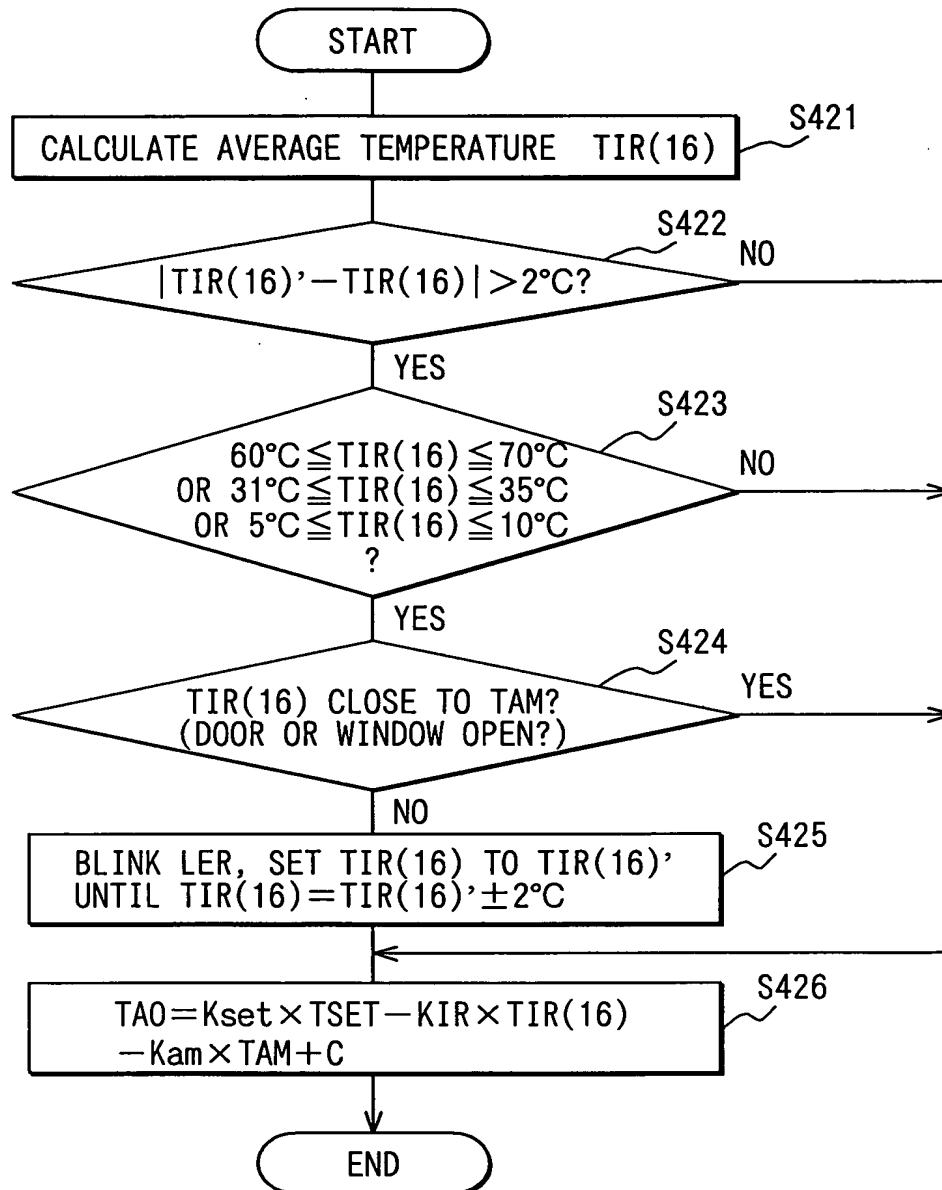 START
CALCULATE AVERAGE TEMPERATURE TIR(16)
S421
S422
|TIR(16)'−TIR(16)|>2°C?
NO
YES
S423
60°C≦TIR(16)≦70°C
OR 31°C≦TIR(16)≦35°C
OR 5°C≦TIR(16)≦10°C
?
NO
YES
S424
TIR(16) CLOSE TO TAM?
(DOOR OR WINDOW OPEN?)
YES
NO
S425
BLINK LER, SET TIR(16) TO TIR(16)'
UNTIL TIR(16)=TIR(16)'±2°C
S426
TAO=Kset×TSET−KIR×TIR(16)
−Kam×TAM+C
END